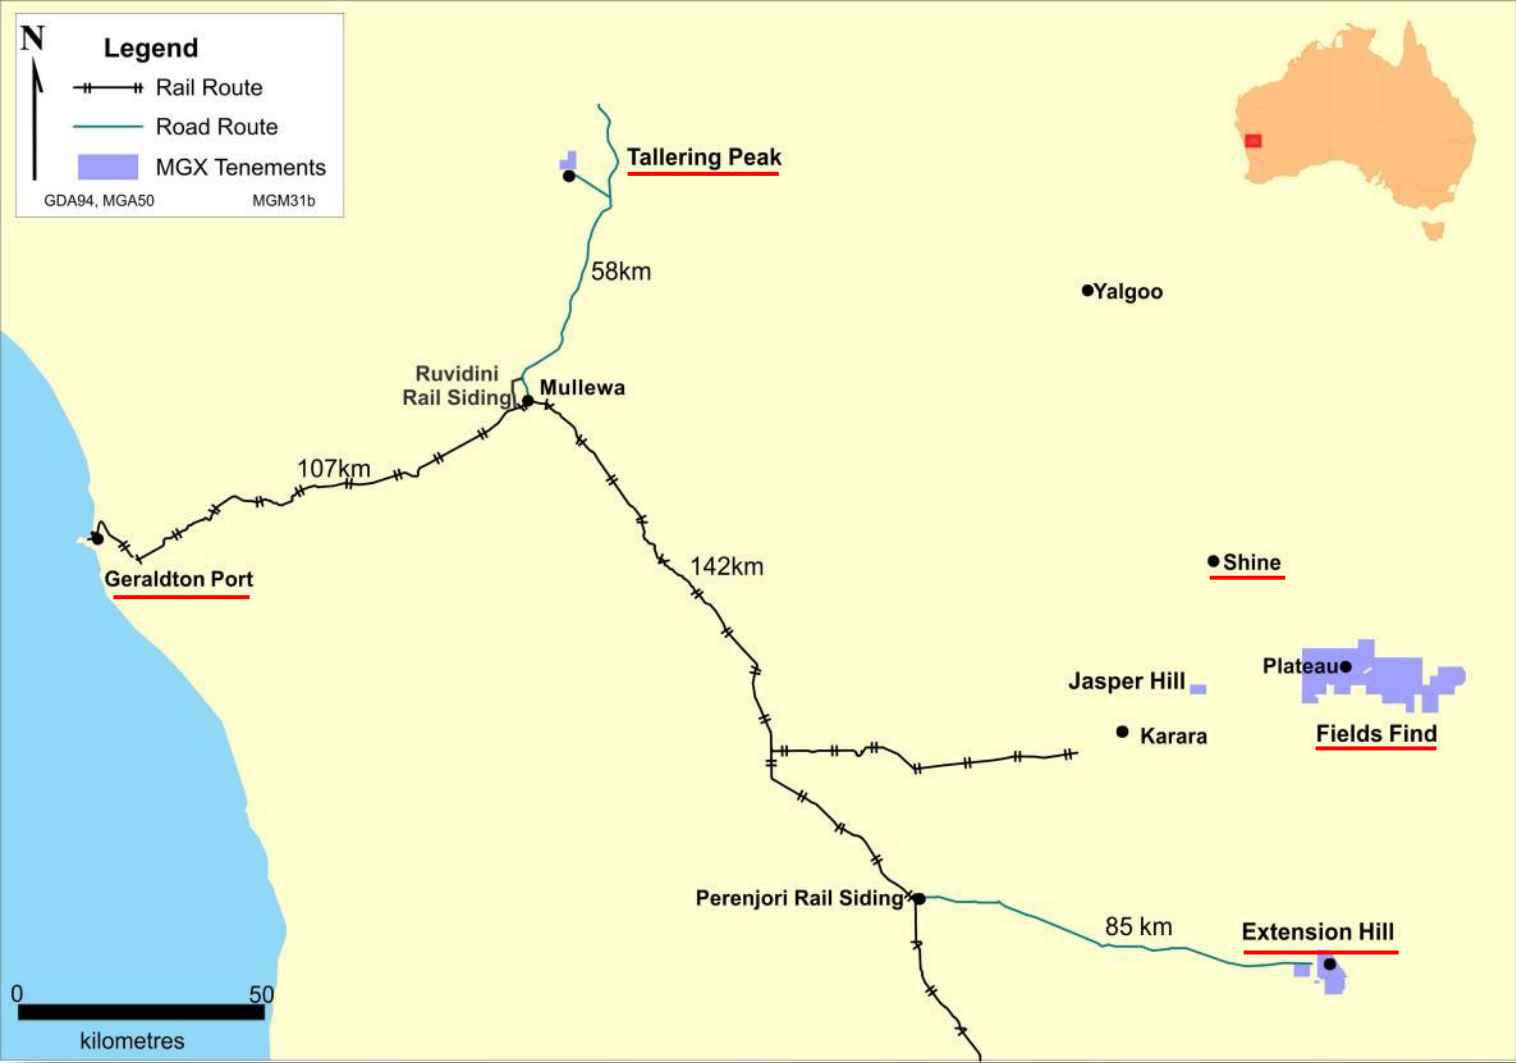 N
Legend
Rail Route
Road Route
MGX Tenements
GDA94, MGA50 MGM31b
Tallering Peak
58km
Yalgoo
Ruvidini
Rail Siding
Mullewa
107km
142km
Geraldton Port
Shine
Plateau
Jasper Hill
Karara
Fields Find
Perenjori Rail Siding
85 km
Extension Hill
0 50
kilometres